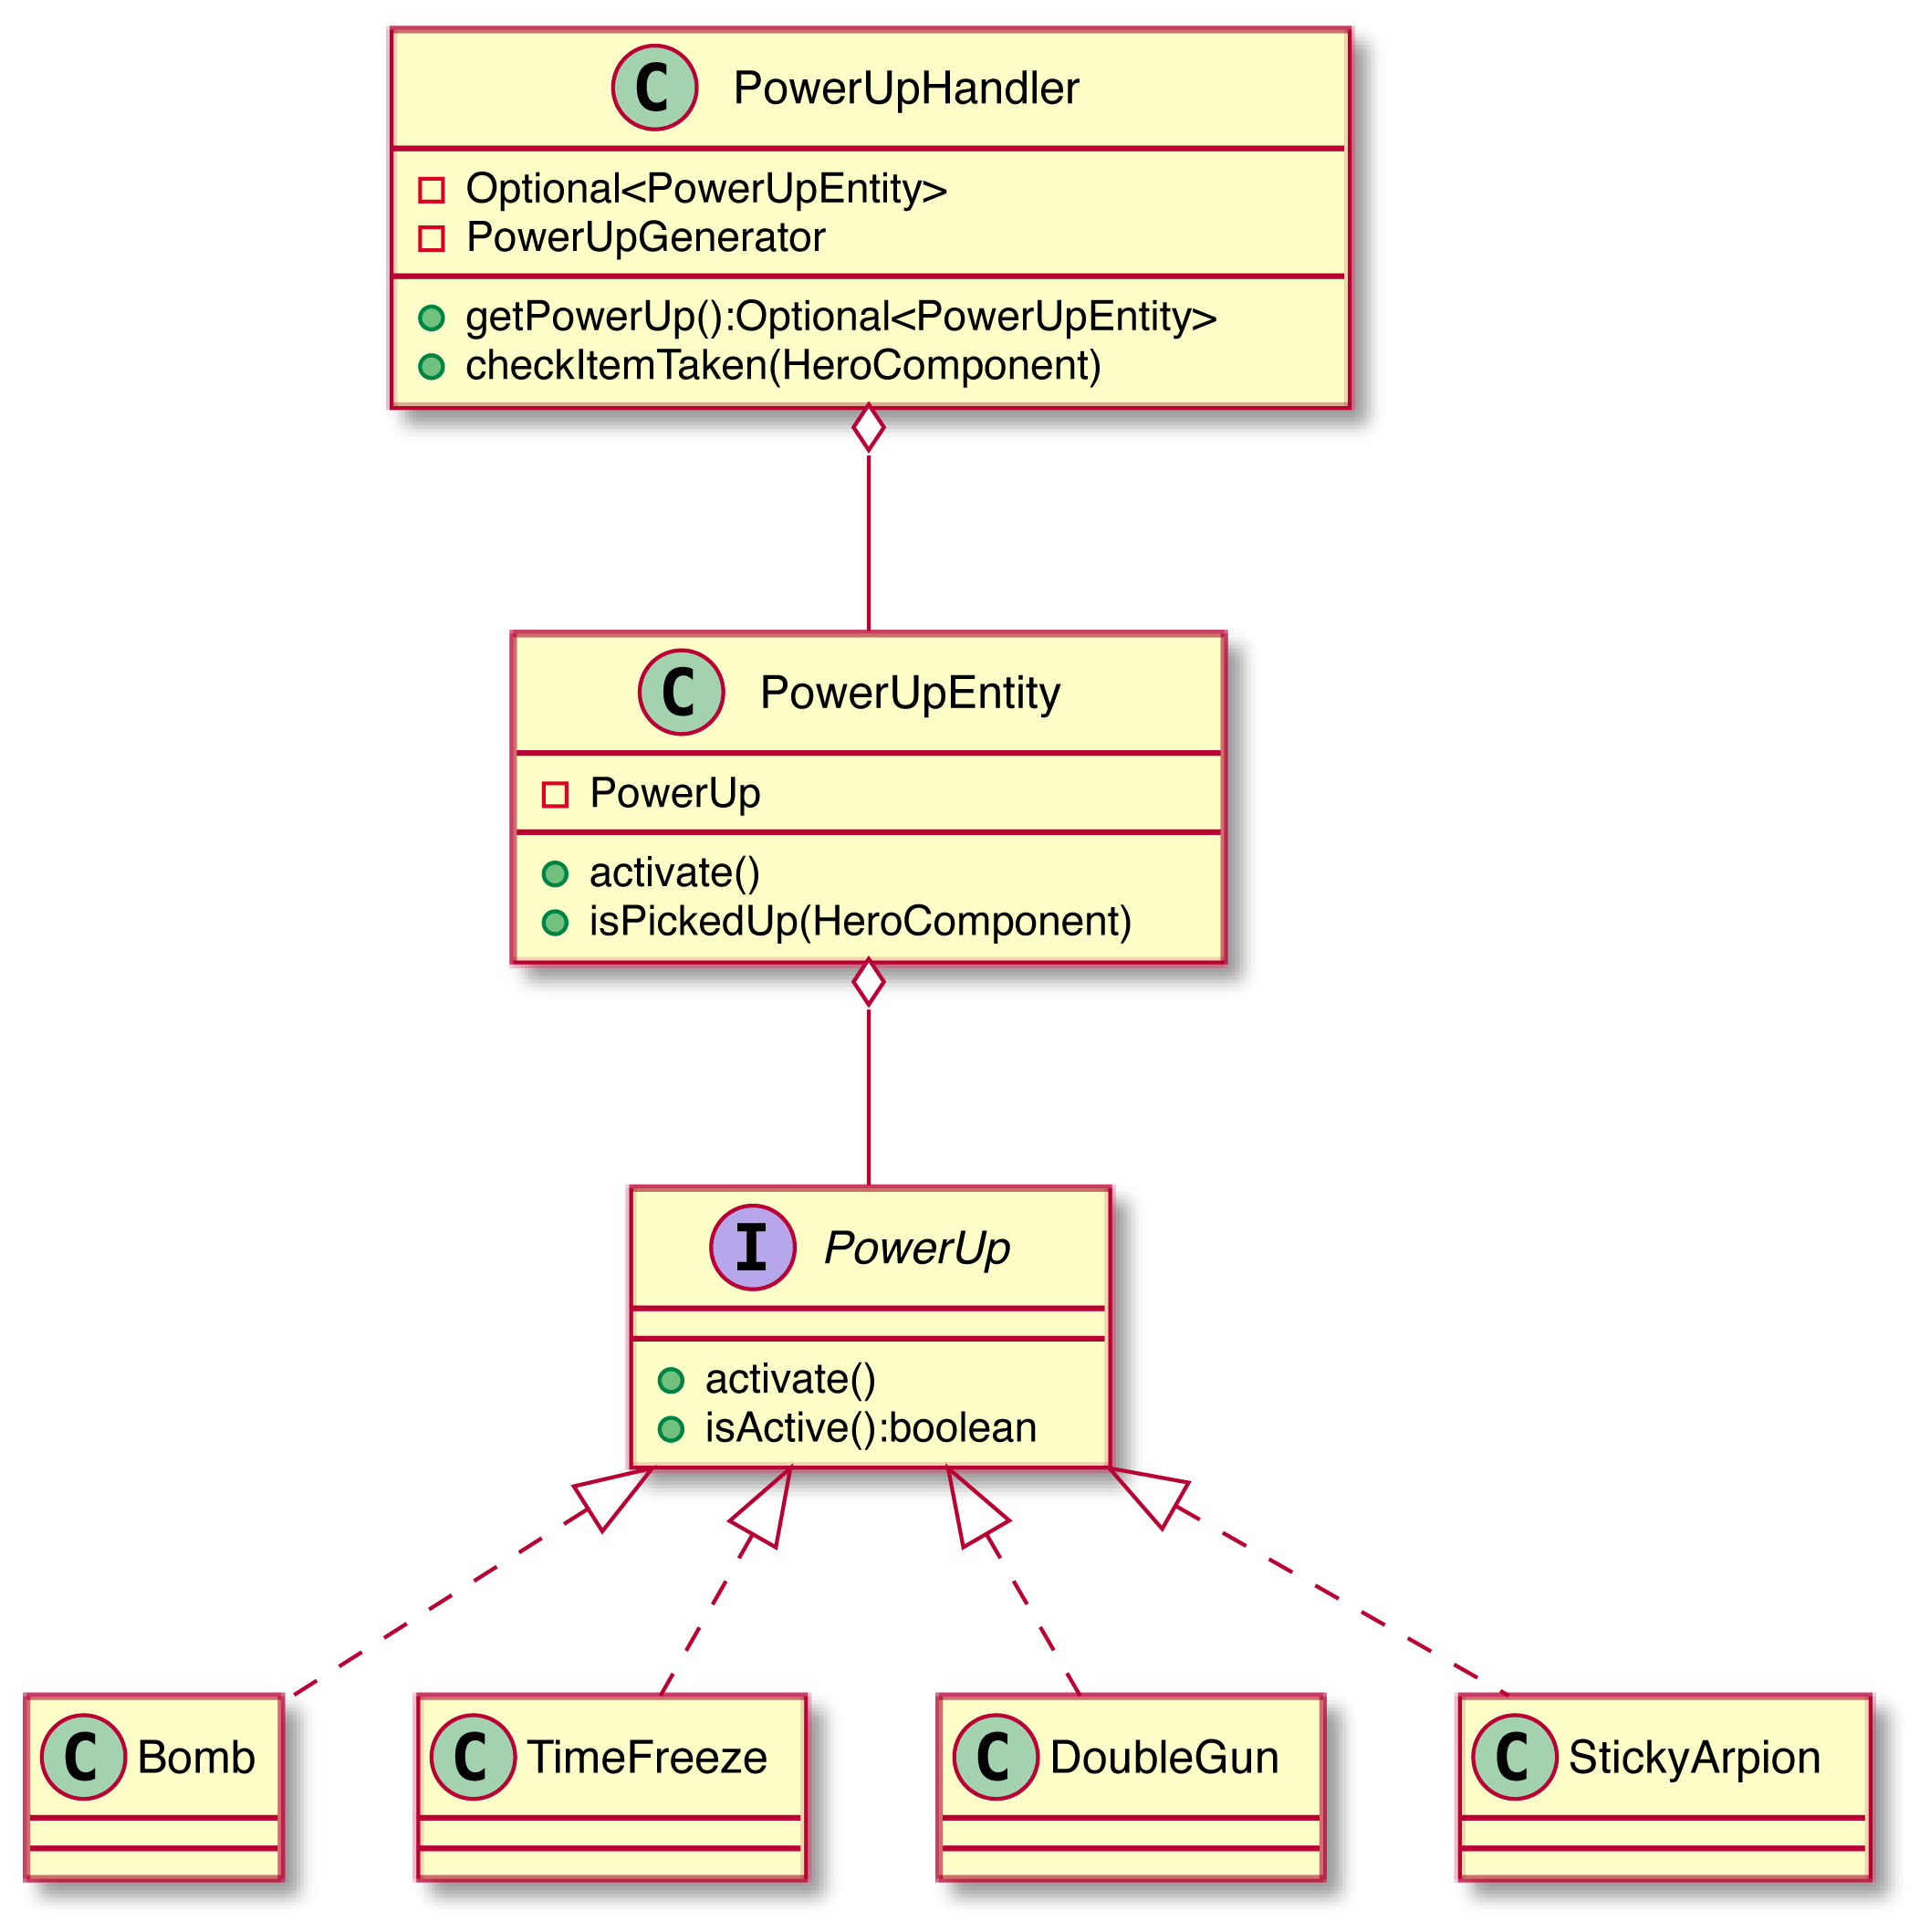 C PowerUpHandler
Optional<PowerUpEntity>
PowerUpGenerator
getPowerUp():Optional<PowerUpEntity>
checkItemTaken(HeroComponent)
C PowerUpEntity
PowerUp
activate()
isPickedUp(HeroComponent)
I PowerUp
activate()
isActive():boolean
C Bomb
C TimeFreeze
C DoubleGun
C StickyArpion